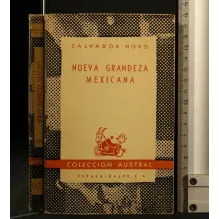 SALVADOR NOVO
NUEVA GRANDEZA
MEXICANA
COLECCION AUSTRAL
ESPASA-CALPE S A